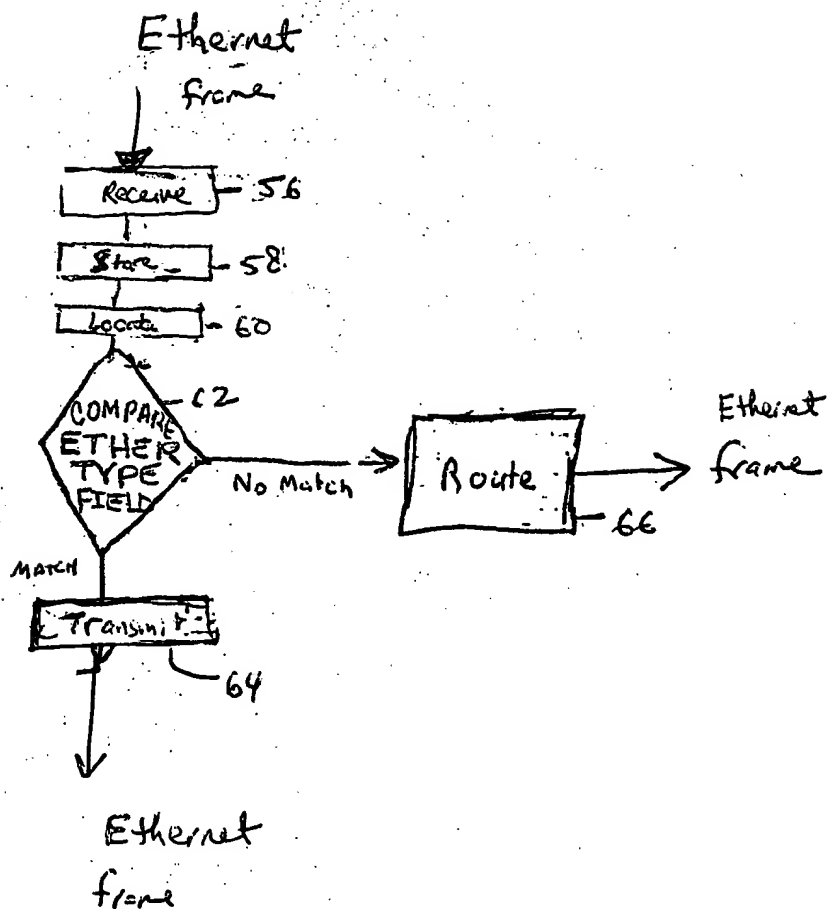 Ethernet
frame
Receive
56
Store
58
Locate
60
62
COMPARE
ETHER
TYPE
FIELD
No Match
Route
66
Ethernet
frame
MATCH
Transmit
64
Ethernet
frame